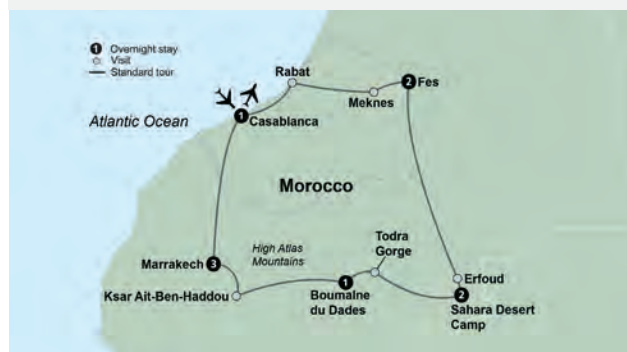 1 Overnight stay
Visit
Standard tour
Atlantic Ocean
Rabat
Meknes
2 Fes
1 Casablanca
Morocco
High Atlas
Mountains
Marrakech 3
Ksar Ait-Ben-Haddou
1
Boumalne
du Dades
Todra
Gorge
Erfoud
2
Sahara Desert
Camp